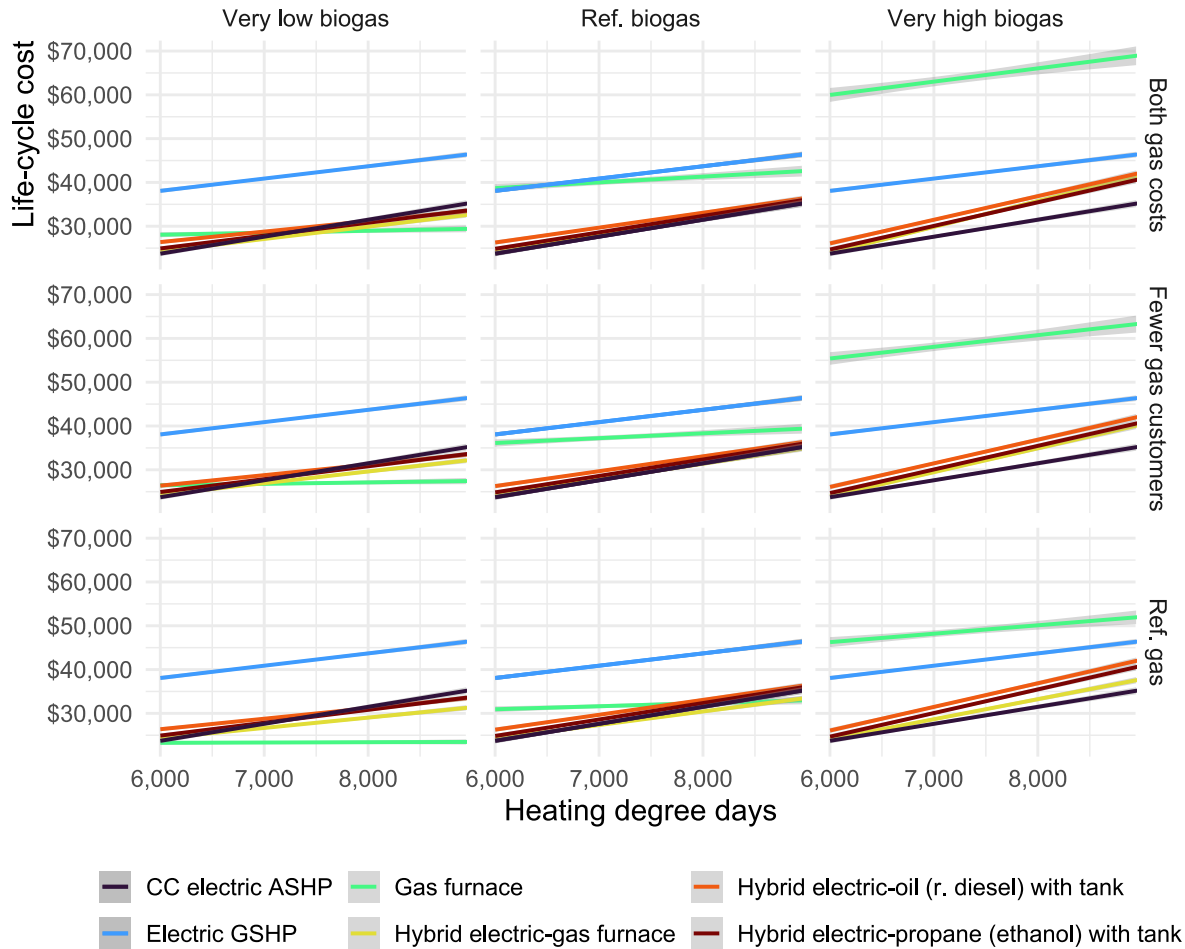 Very low biogas
Ref. biogas
Very high biogas
Life-cycle cost
$70,000
$60,000
$50,000
$40,000
$30,000
Both gas costs
$70,000
$60,000
$50,000
$40,000
$30,000
Fewer gas customers
$70,000
$60,000
$50,000
$40,000
$30,000
Ref. gas
6,000
7,000
8,000
6,000
7,000
8,000
6,000
7,000
8,000
Heating degree days
CC electric ASHP
Gas furnace
Hybrid electric-oil (r. diesel) with tank
Electric GSHP
Hybrid electric-gas furnace
Hybrid electric-propane (ethanol) with tank